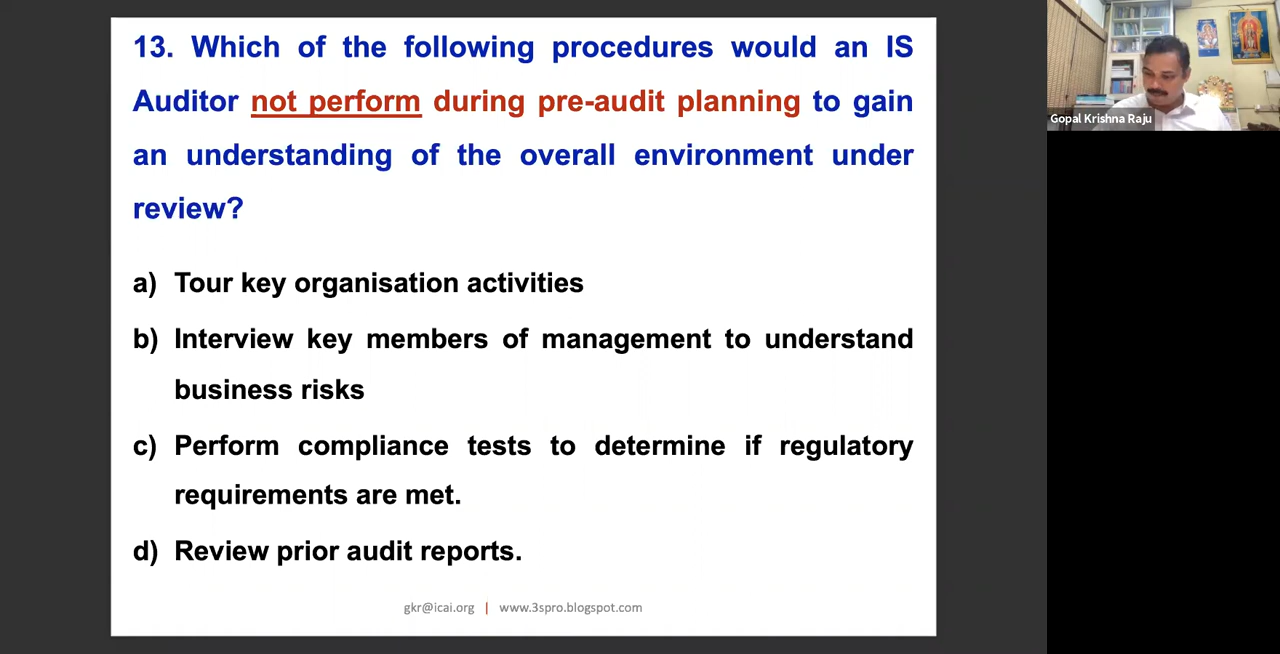 13. Which of the following procedures would an IS
Auditor not perform during pre-audit planning to gain
an understanding of the overall environment under
review?
a) Tour key organisation activities
b) Interview key members of management to understand
business risks
c) Perform compliance tests to determine if regulatory
requirements are met.
d) Review prior audit reports.
gkr@icai.org | www.3spro.blogspot.com
Gopal Krishna Raju